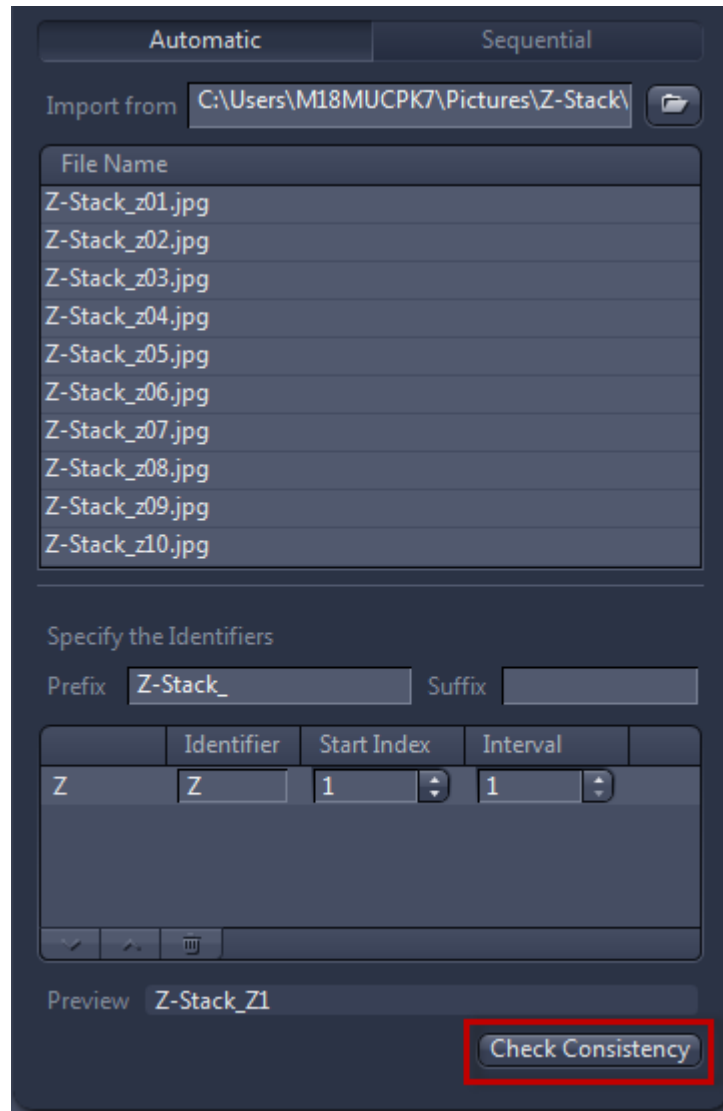 Automatic Sequential
Import from C:\Users\M18MUCPK7\Pictures\Z-Stack\
File Name
Z-Stack_z01.jpg
Z-Stack_z02.jpg
Z-Stack_z03.jpg
Z-Stack_z04.jpg
Z-Stack_z05.jpg
Z-Stack_z06.jpg
Z-Stack_z07.jpg
Z-Stack_z08.jpg
Z-Stack_z09.jpg
Z-Stack_z10.jpg
Specify the Identifiers
Prefix Z-Stack_ Suffix
Identifier Start Index Interval
Z Z 1 1
Preview Z-Stack_Z1
Check Consistency